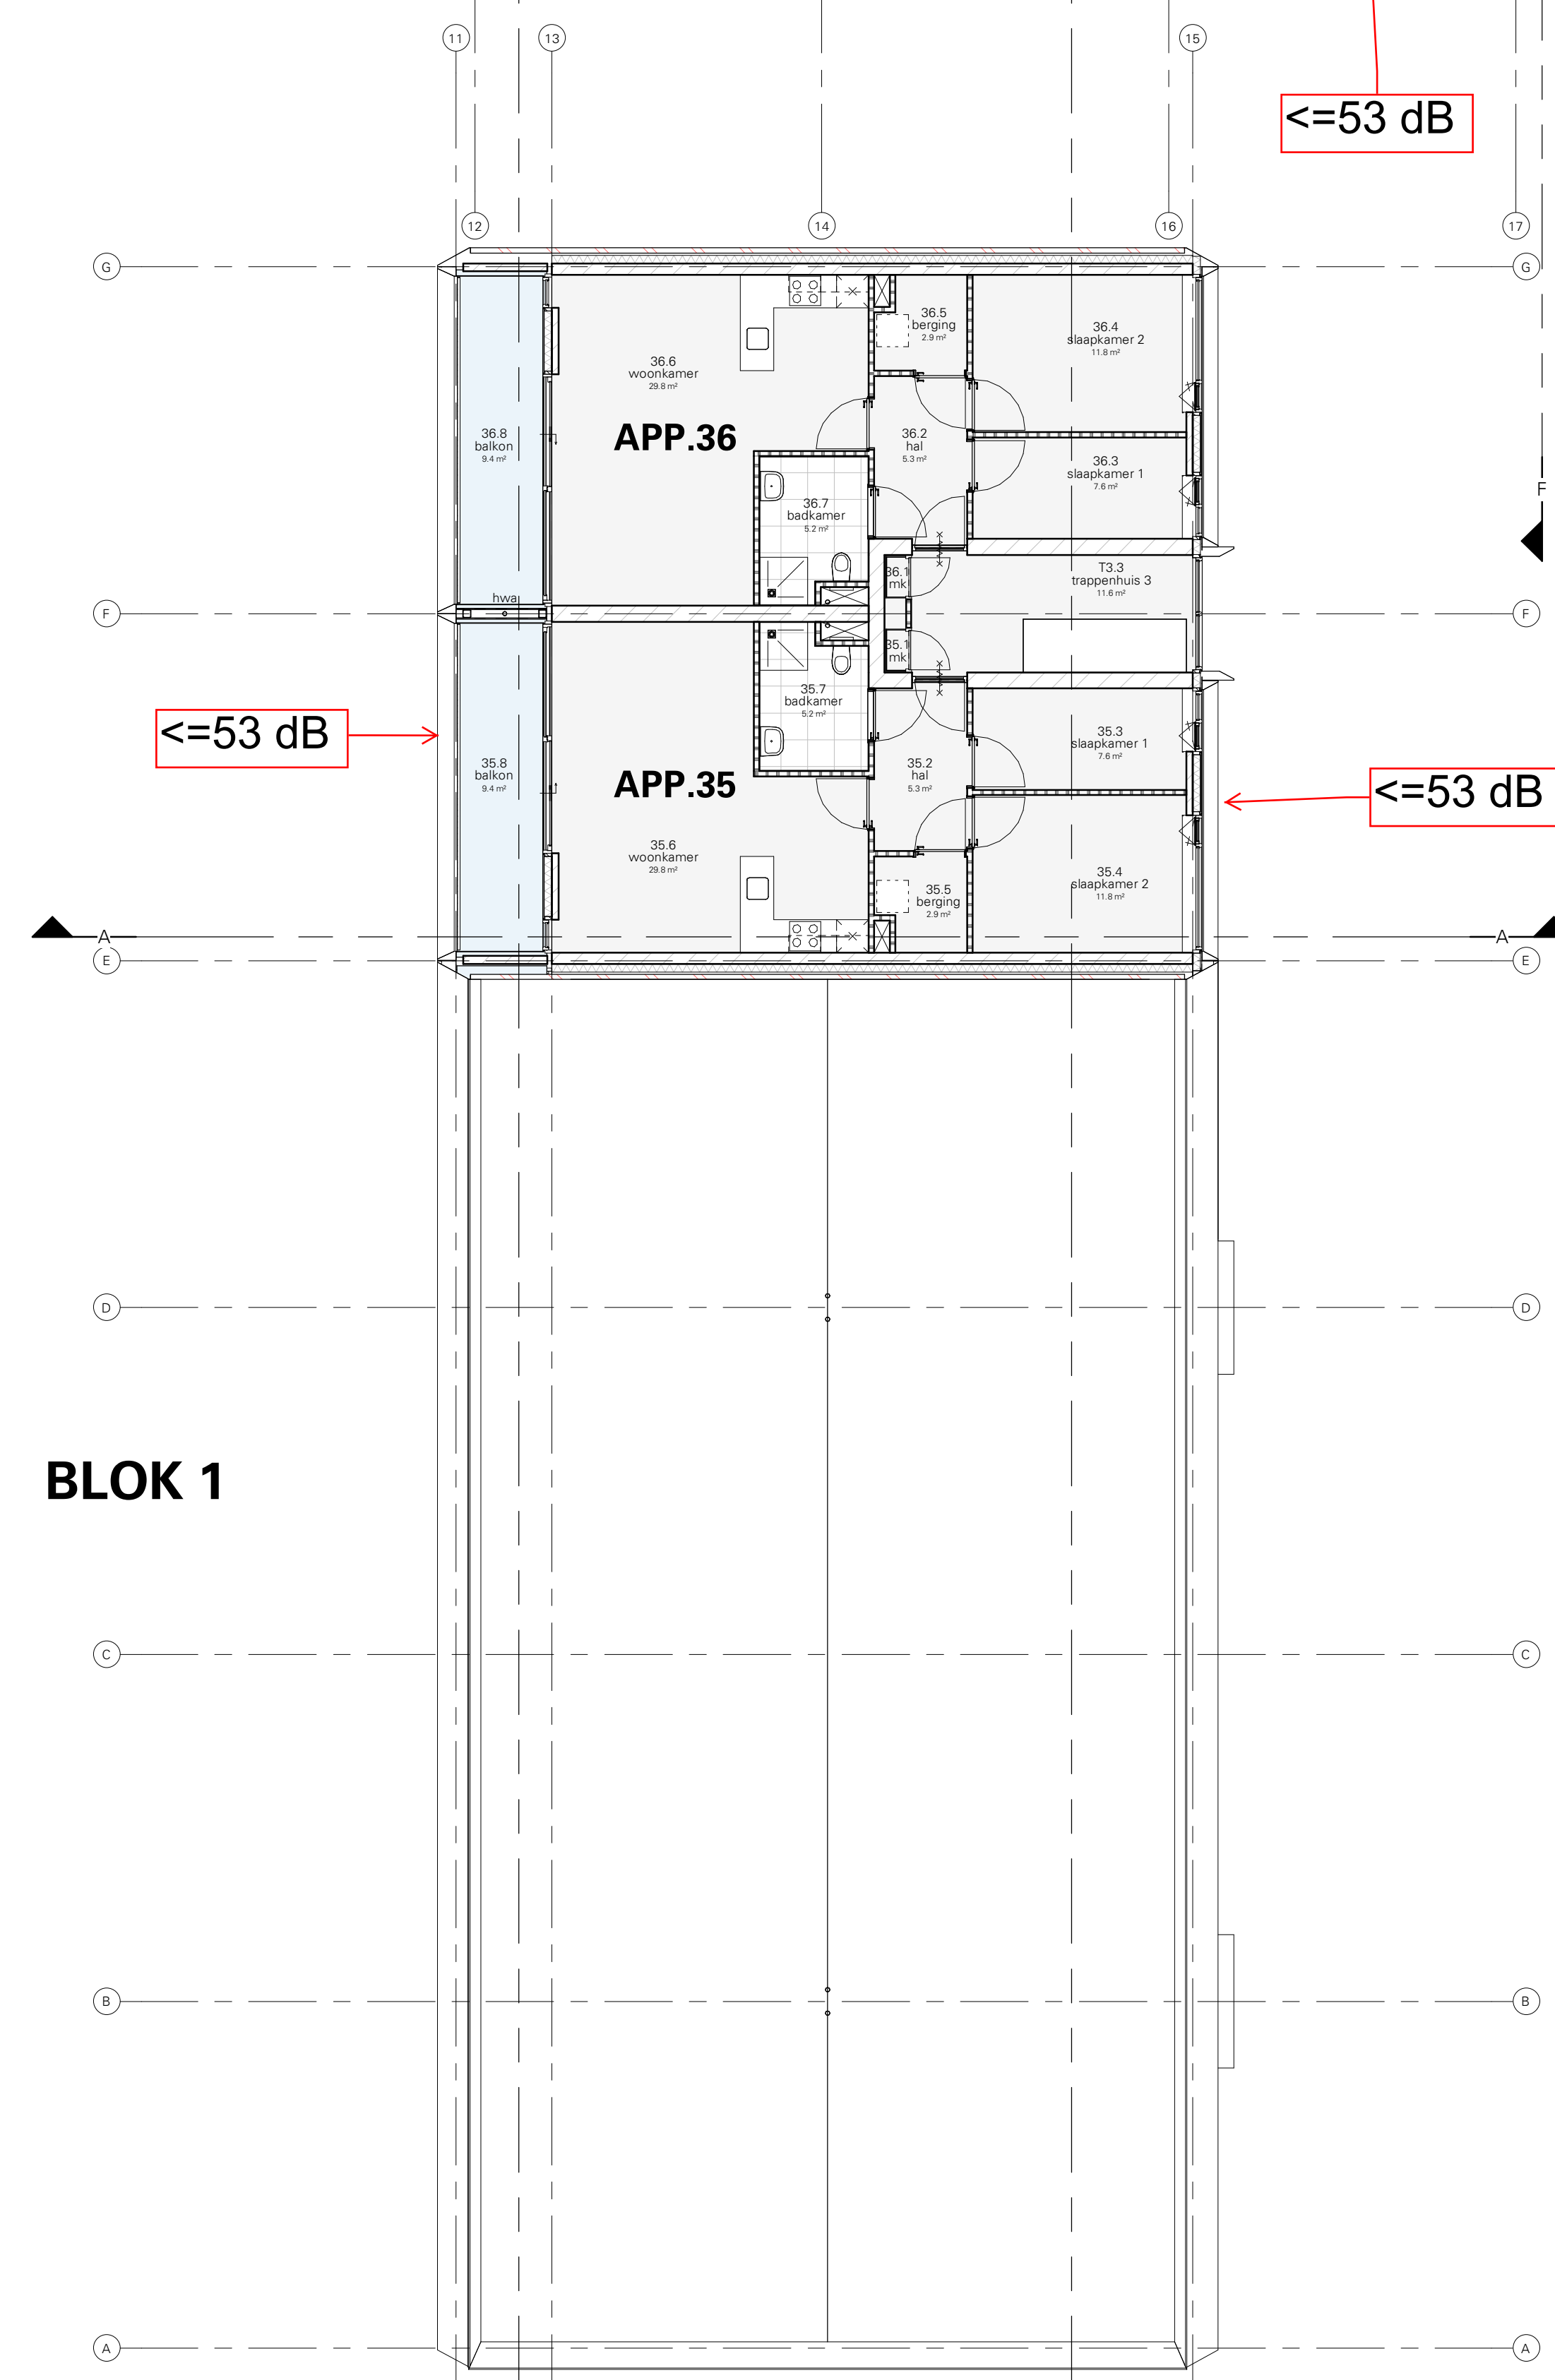 11
13
15
<=53 dB
12
14
16
17
G
G
36.5
berging
2.9 m²
36.4
slaapkamer 2
11.8 m²
36.6
woonkamer
29.8 m²
APP.36
36.8
balkon
9.4 m²
36.2
hal
5.3 m²
36.3
slaapkamer 1
7.6 m²
F
36.7
badkamer
5.2 m²
36.1
mk
T3.3
trappenhuis 3
11.6 m²
hwa
F
F
35.1
mk
35.7
badkamer
5.2 m²
<=53 dB
35.3
slaapkamer 1
7.6 m²
35.8
balkon
9.4 m²
APP.35
35.2
hal
5.3 m²
<=53 dB
35.6
woonkamer
29.8 m²
35.5
berging
2.9 m²
35.4
slaapkamer 2
11.8 m²
A
A
E
E
D
D
BLOK 1
C
C
B
B
A
A